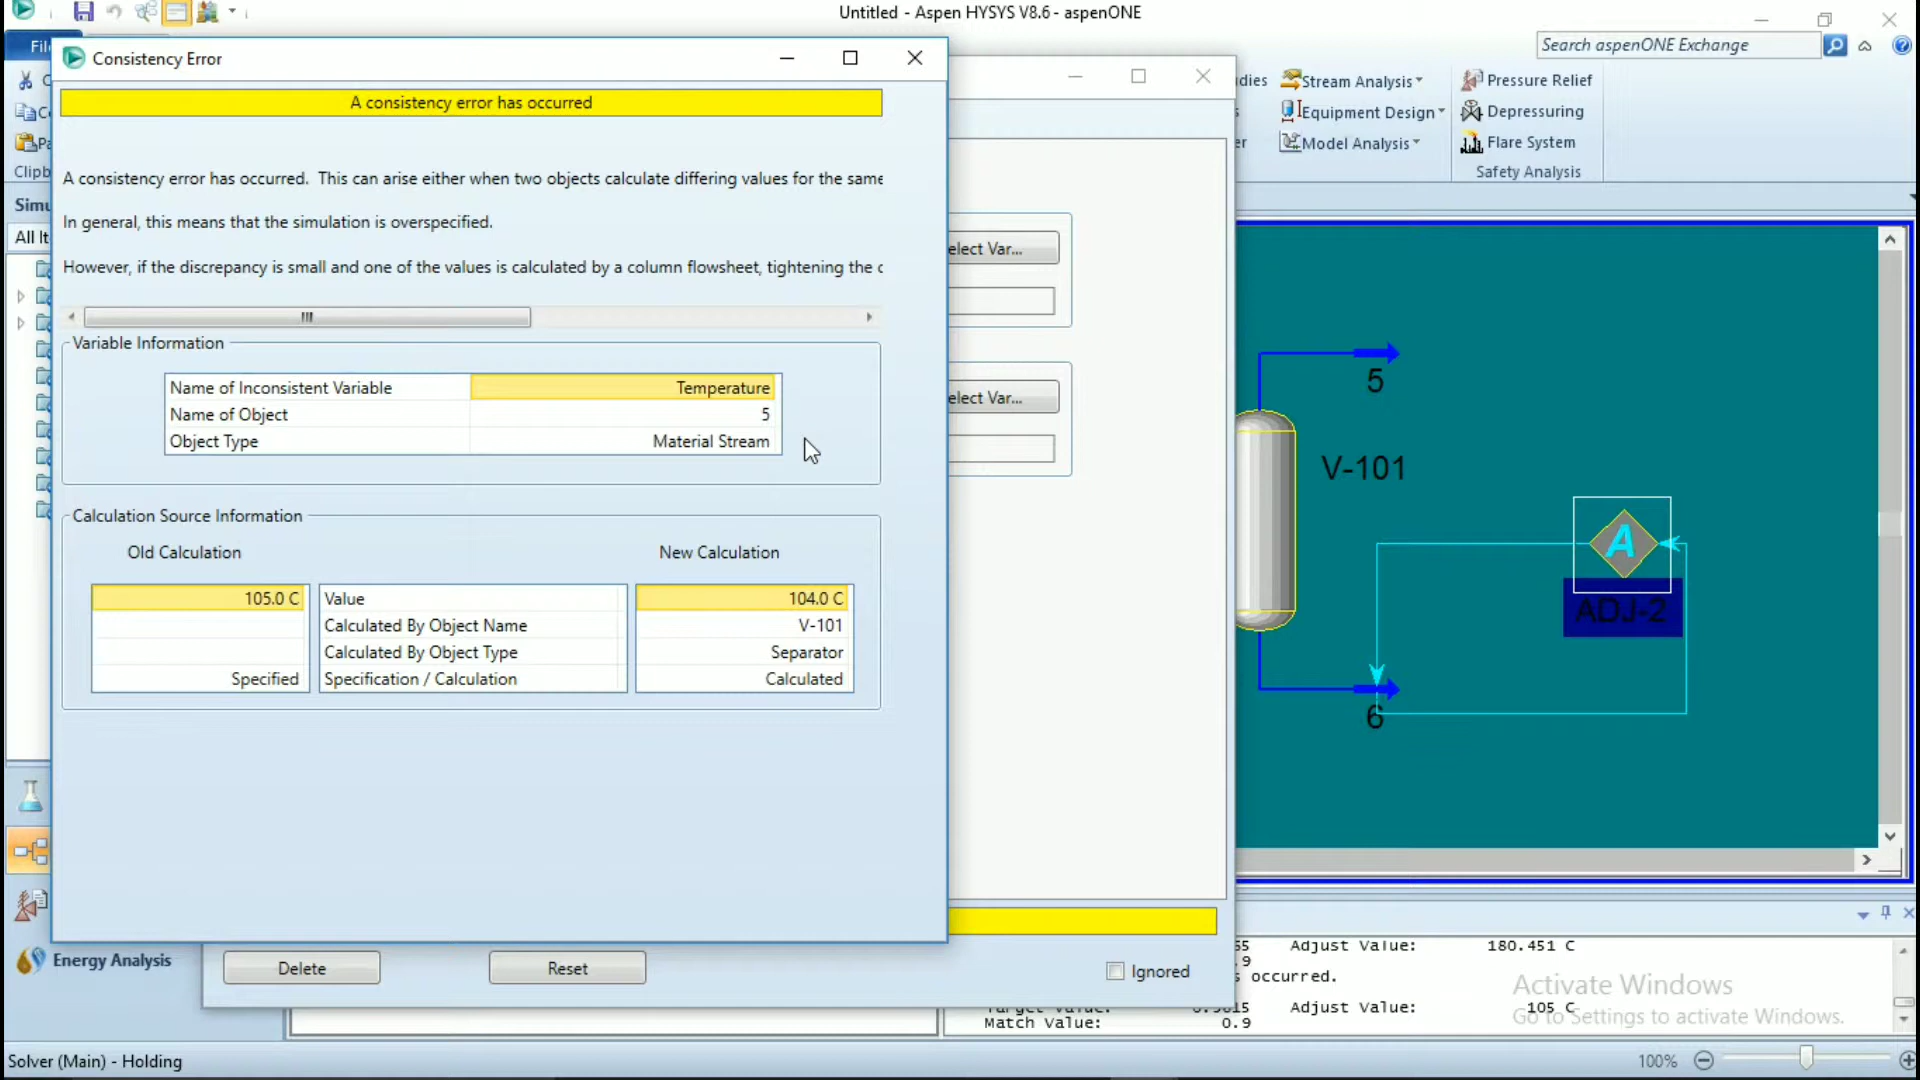 Untitled - Aspen HYSYS V8.6 - aspenONE
Search aspenONE Exchange
Fil
Consistency Error
Stream Analysis
Pressure Relief
A consistency error has occurred
Equipment Design
Depressuring
Model Analysis
Flare System
Clipb
Safety Analysis
A consistency error has occurred. This can arise either when two objects calculate differing values for the same
Simu
In general, this means that the simulation is overspecified.
All It
However, if the discrepancy is small and one of the values is calculated by a column flowsheet, tightening the c
elect Var...
Variable Information
Name of Inconsistent Variable Temperature
Name of Object 5
Object Type Material Stream
elect Var...
5
V-101
Calculation Source Information
Old Calculation New Calculation
105.0 C Value 104.0 C
Calculated By Object Name V-101
Calculated By Object Type Separator
Specified Specification / Calculation Calculated
A
ADJ-2
6
Energy Analysis
Delete
Reset
Ignored
Adjust Value: 180.451 C
.9
occurred.
Adjust Value: 105 C
Match Value: 0.9
Activate Windows
Go to Settings to activate Windows.
Solver (Main) - Holding
100%